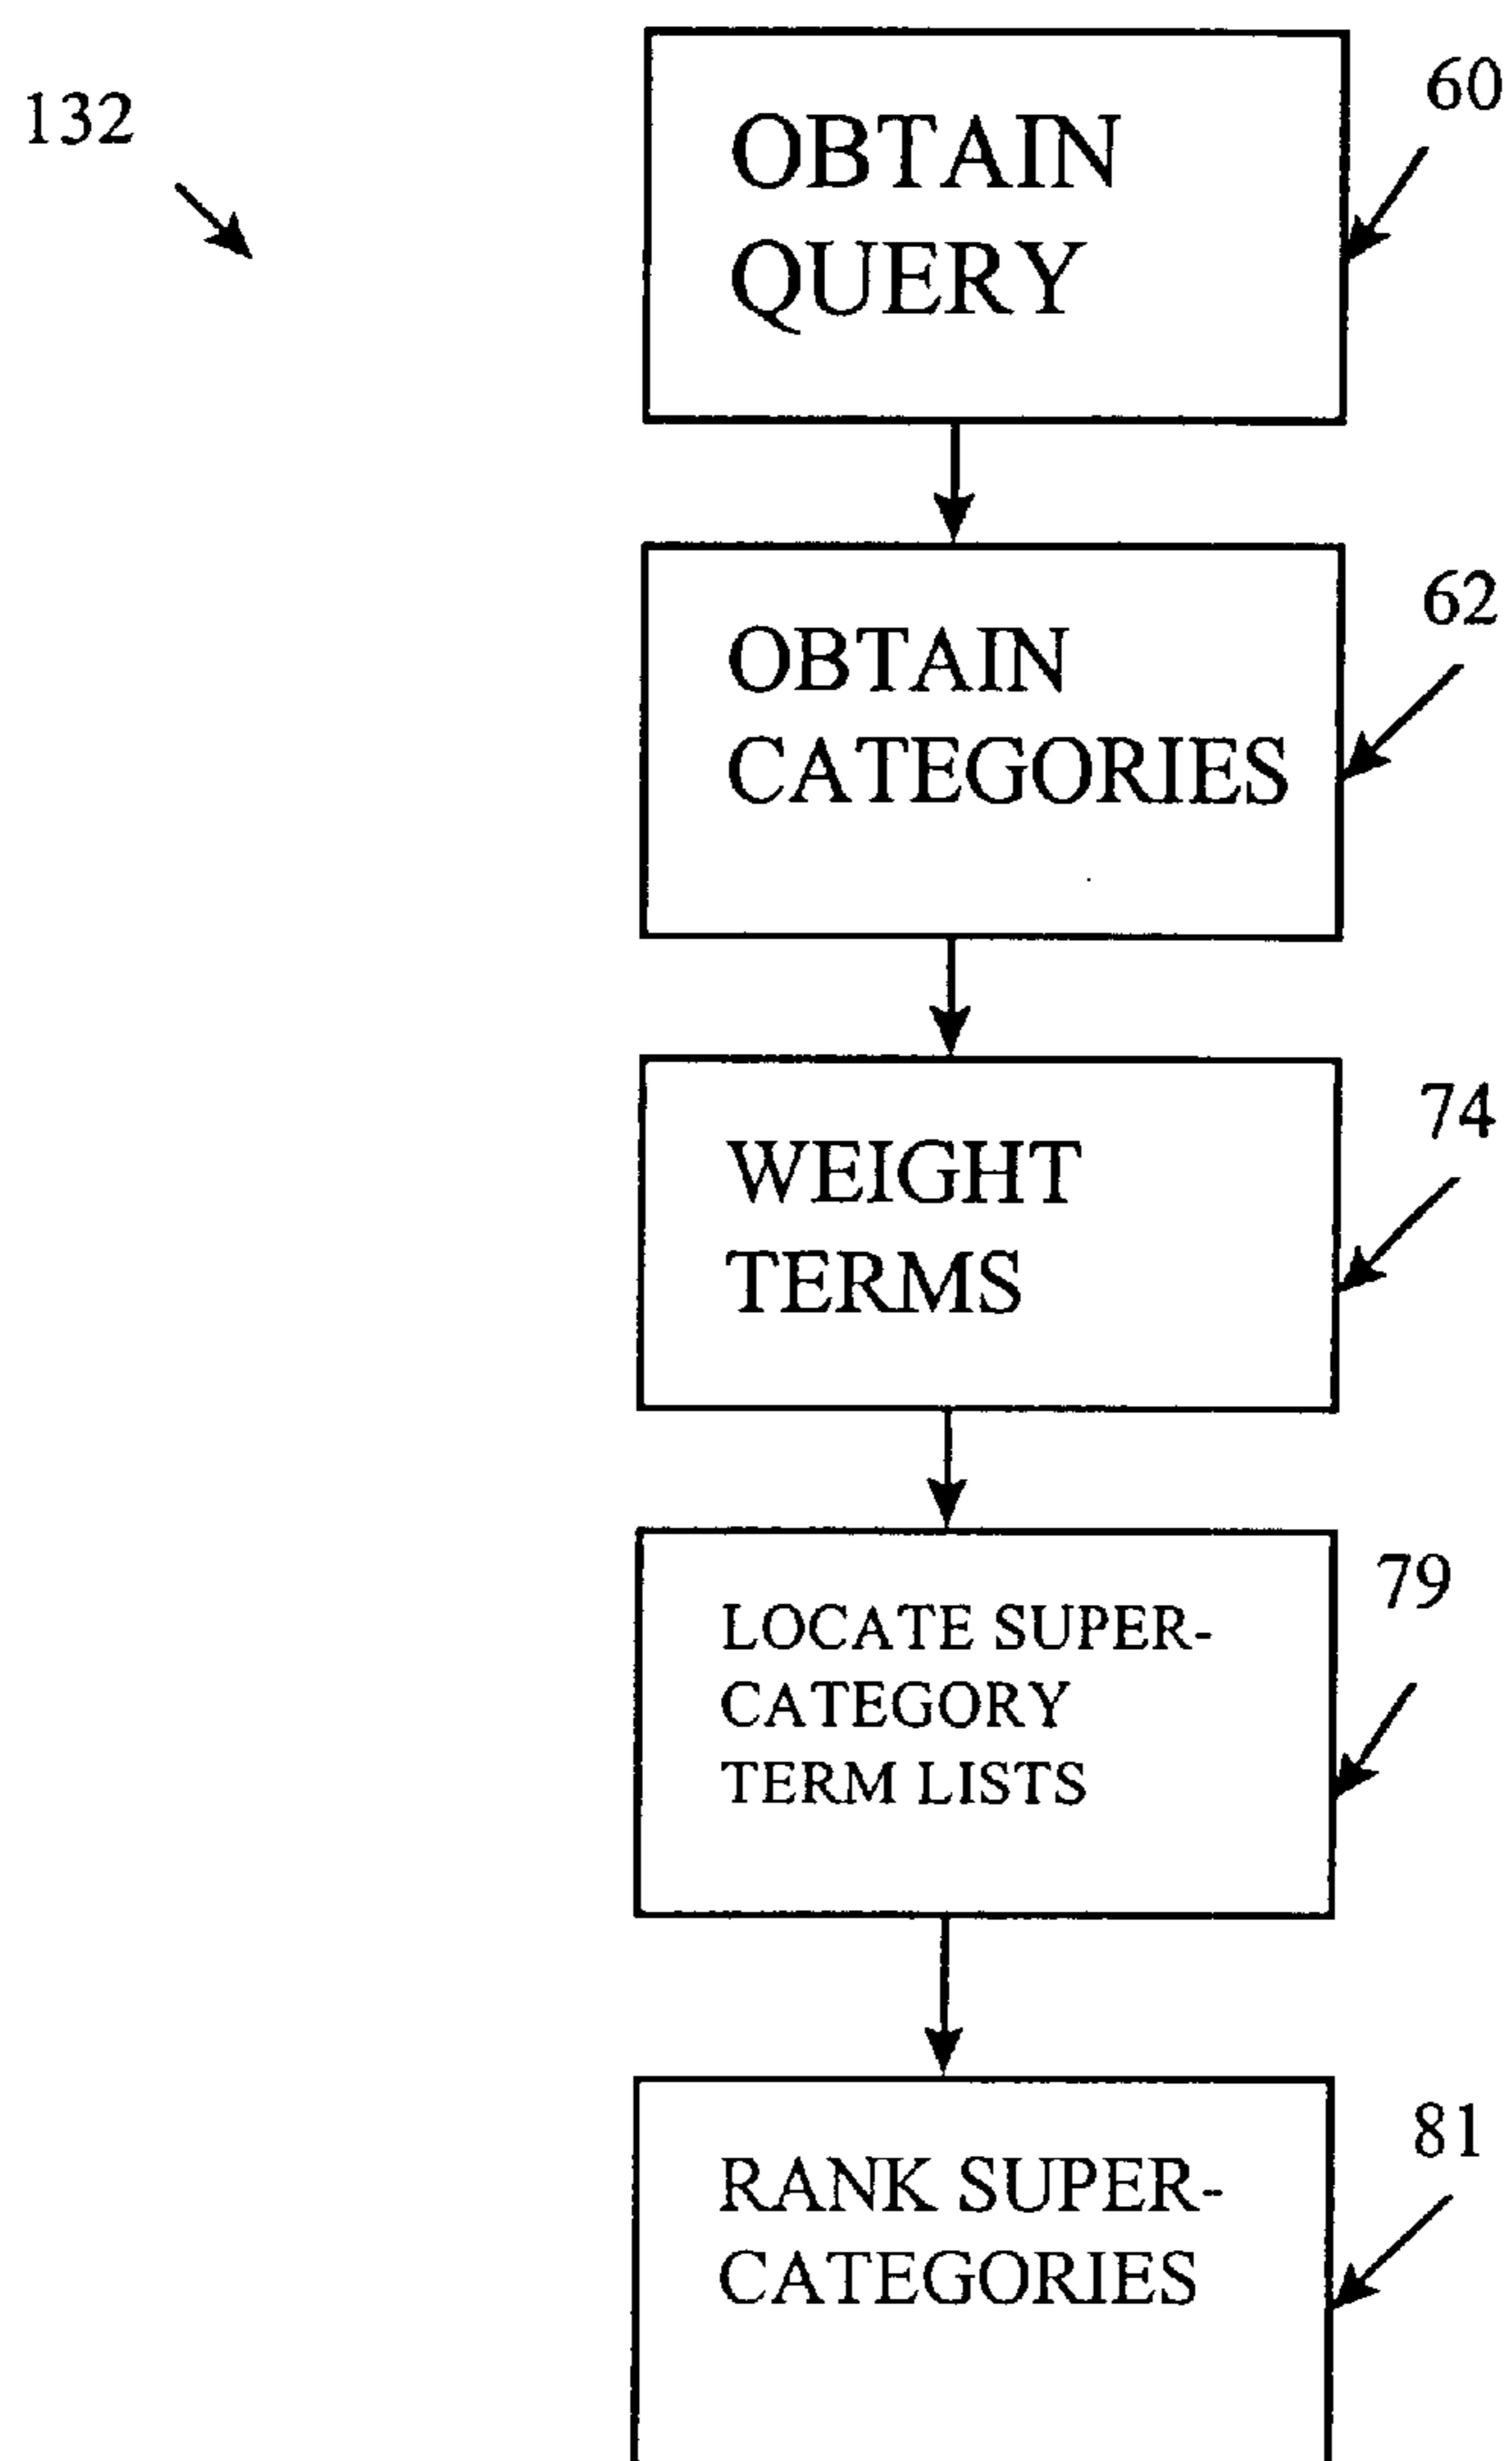 132
60
OBTAIN
QUERY
62
OBTAIN
CATEGORIES
74
WEIGHT
TERMS
79
LOCATE SUPER-
CATEGORY
TERM LISTS
81
RANK SUPER-
CATEGORIES